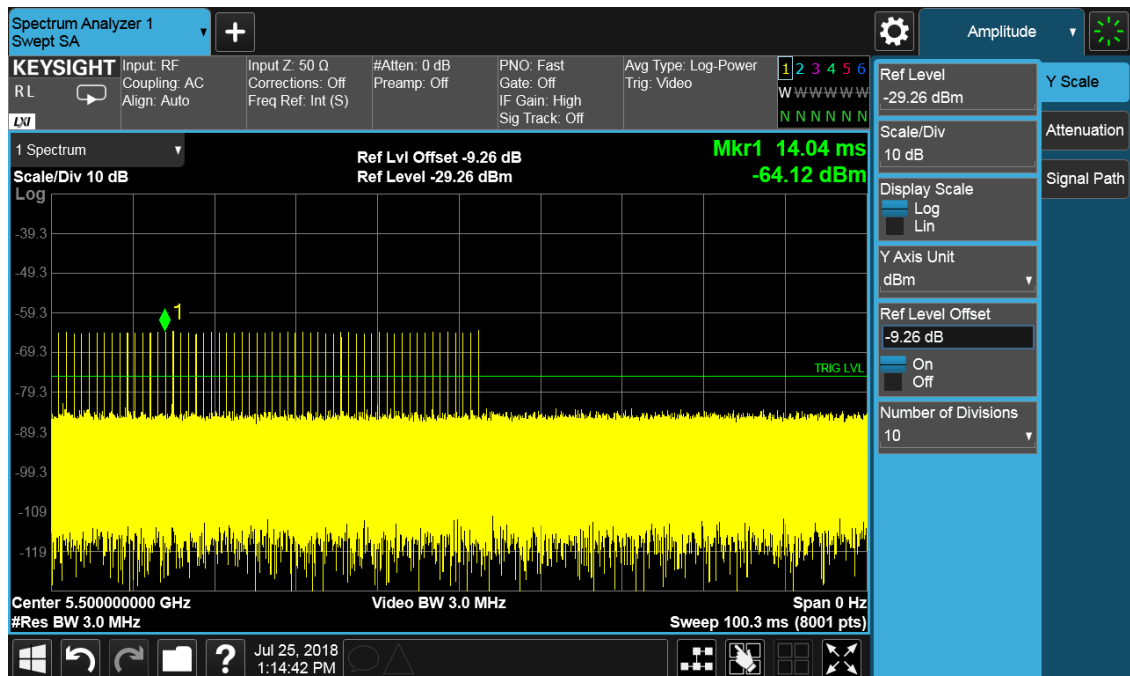 Spectrum Analyzer 1
Swept SA
Amplitude
KEYSIGHT
R L
LXI
Input: RF
Coupling: AC
Align: Auto
Input Z: 50 Ω
Corrections: Off
Freq Ref: Int (S)
#Atten: 0 dB
Preamp: Off
PNO: Fast
Gate: Off
IF Gain: High
Sig Track: Off
Avg Type: Log-Power
Trig: Video
1 2 3 4 5 6
W W W W W W
N N N N N N
1 Spectrum
Scale/Div 10 dB
Ref Lvl Offset -9.26 dB
Ref Level -29.26 dBm
Mkr1 14.04 ms
-64.12 dBm
Log
-39.3
-49.3
-59.3
-69.3
-79.3
-89.3
-99.3
-109
-119
1
TRIG LVL
Center 5.500000000 GHz
#Res BW 3.0 MHz
Video BW 3.0 MHz
Span 0 Hz
Sweep 100.3 ms (8001 pts)
Ref Level
-29.26 dBm
Scale/Div
10 dB
Display Scale
Log
Lin
Y Axis Unit
dBm
Ref Level Offset
-9.26 dB
On
Off
Number of Divisions
10
Y Scale
Attenuation
Signal Path
?
Jul 25, 2018
1:14:42 PM